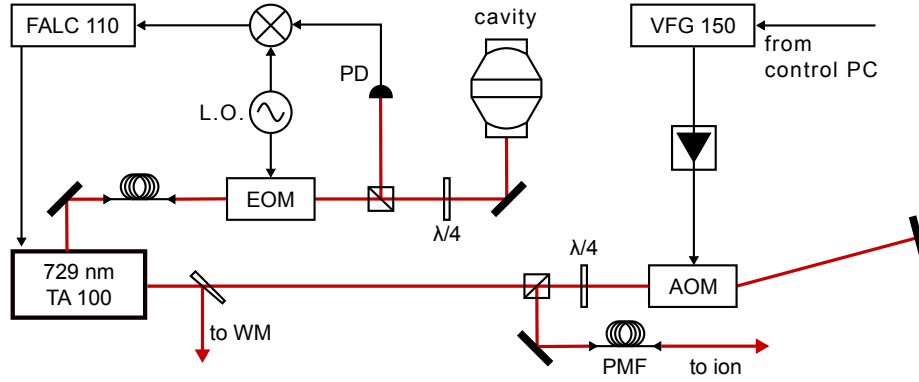 FALC 110
cavity
VFG 150
from
control PC
PD
L.O.
EOM
λ/4
729 nm
TA 100
λ/4
AOM
to WM
PMF
to ion